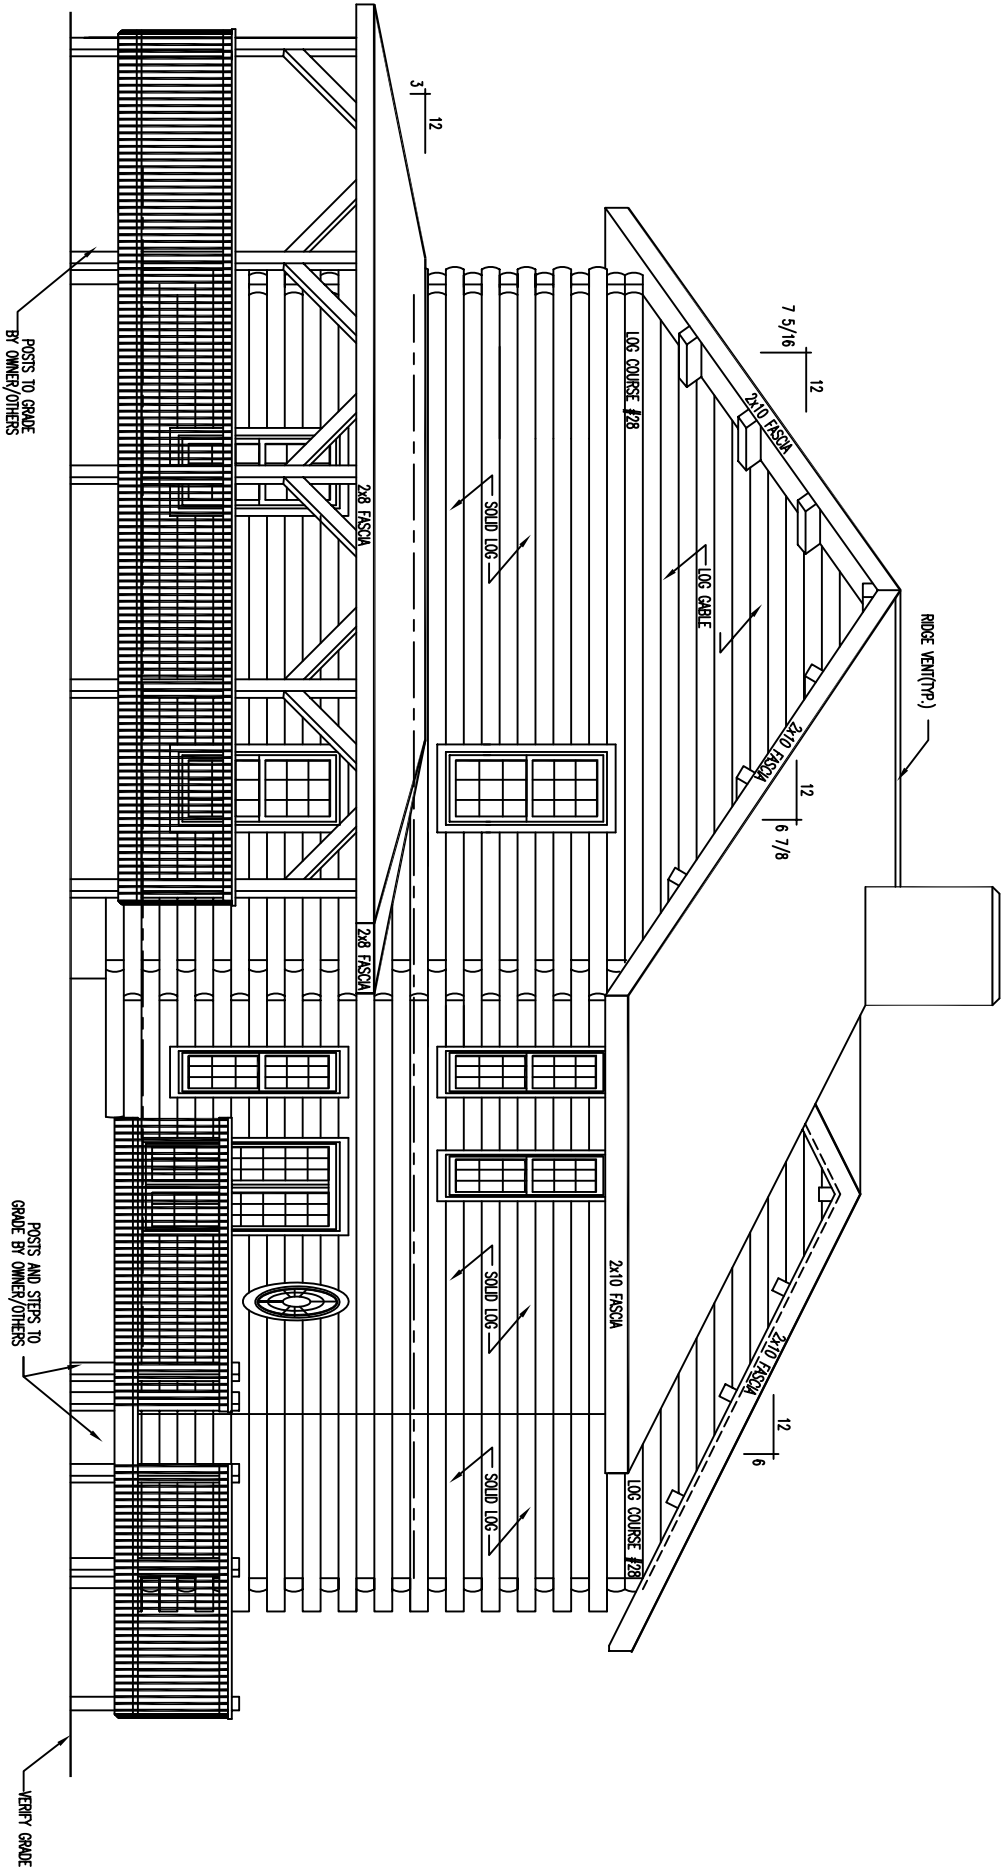 RIDGE VENT(TYP.)
12
7 5/16
2x10 FASCIA
2x10 FASCIA
12
6 7/8
2x10 FASCIA
12
6
LOG GABLE
LOG COURSE #28
2x10 FASCIA
LOG COURSE #28
SOLID LOG
SOLID LOG
SOLID LOG
12
3
2x8 FASCIA
2x8 FASCIA
POSTS TO GRADE
BY OWNER/OTHERS
POSTS AND STEPS TO
GRADE BY OWNER/OTHERS
VERIFY GRADE